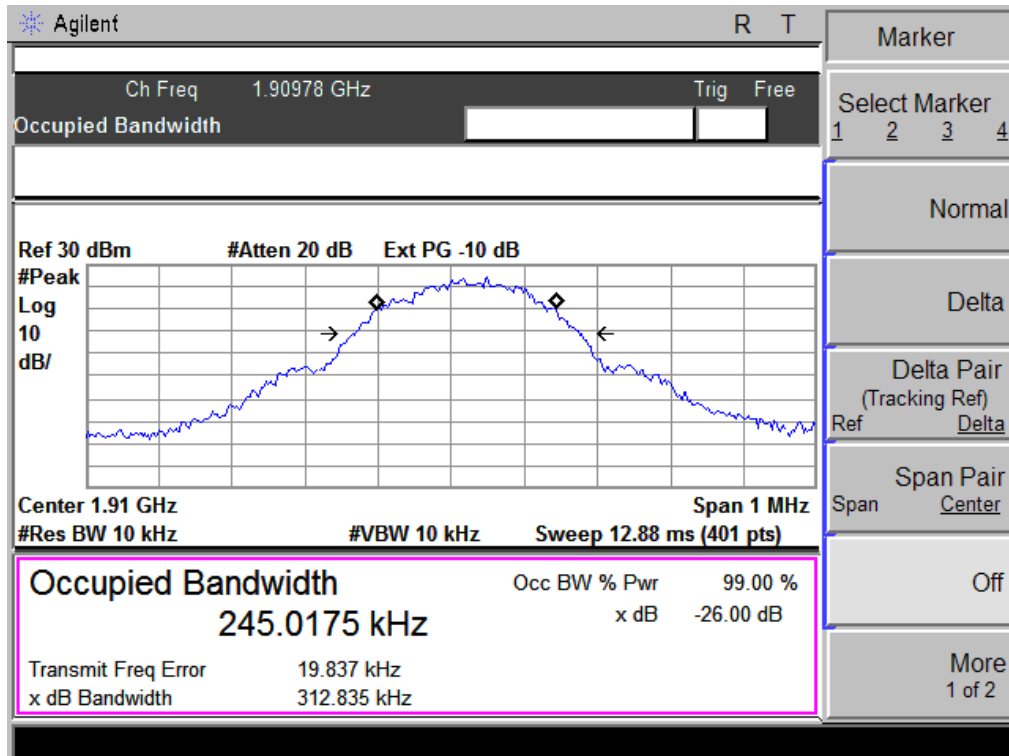 Agilent R T
Ch Freq 1.90978 GHz Trig Free
Occupied Bandwidth
Ref 30 dBm #Atten 20 dB Ext PG -10 dB
#Peak
Log
10
dB/
Center 1.91 GHz Span 1 MHz
#Res BW 10 kHz #VBW 10 kHz Sweep 12.88 ms (401 pts)
Occupied Bandwidth Occ BW % Pwr 99.00 %
245.0175 kHz x dB -26.00 dB
Transmit Freq Error 19.837 kHz
x dB Bandwidth 312.835 kHz
Marker
Select Marker
1 2 3 4
Normal
Delta
Delta Pair
(Tracking Ref)
Ref Delta
Span Pair
Span Center
Off
More
1 of 2